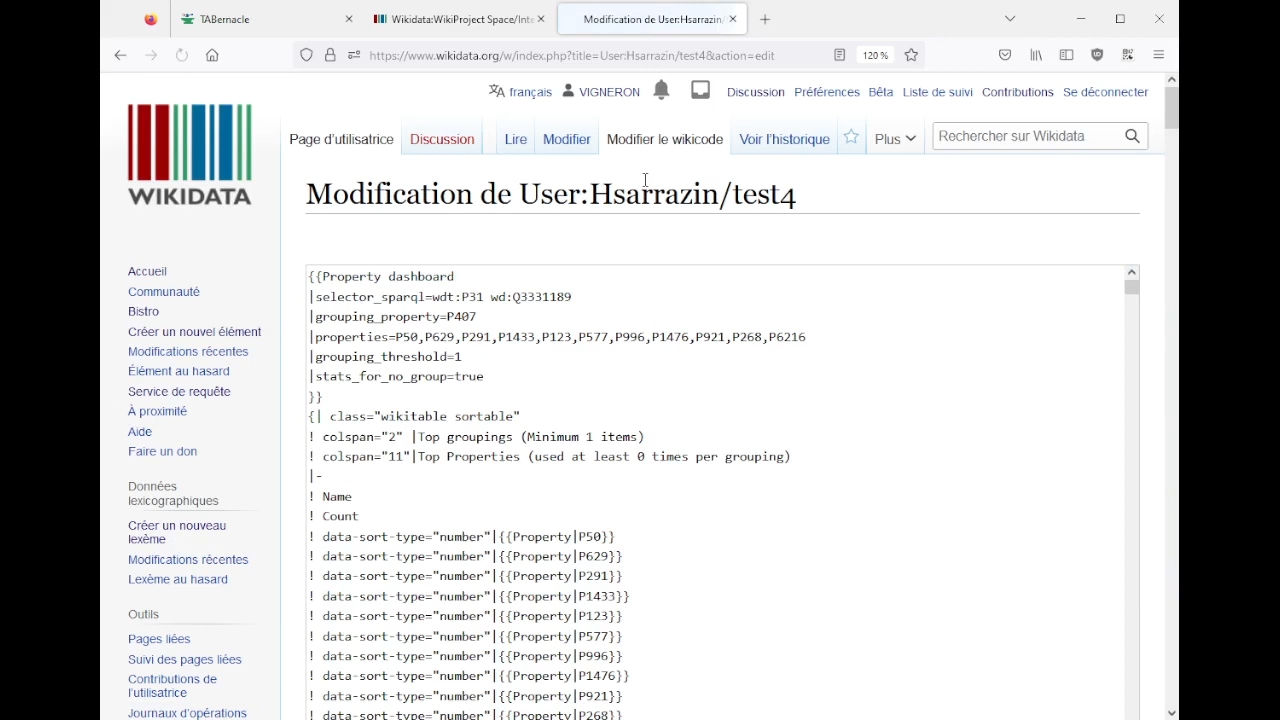 TABernacle
Wikidata:WikiProject Space/Inte
Modification de User:Hsarrazin/
https://www.wikidata.org/w/index.php?title=User:Hsarrazin/test4&action=edit
120 %
français VIGNERON Discussion Préférences Bêta Liste de suivi Contributions Se déconnecter
Page d'utilisatrice Discussion Lire Modifier Modifier le wikicode Voir l'historique Plus Rechercher sur Wikidata
WIKIDATA
Modification de User:Hsarrazin/test4
Accueil
Communauté
Bistro
Créer un nouvel élément
Modifications récentes
Élément au hasard
Service de requête
À proximité
Aide
Faire un don
Données
lexicographiques
Créer un nouveau
lexème
Modifications récentes
Lexème au hasard
Outils
Pages liées
Suivi des pages liées
Contributions de
l'utilisatrice
Journaux d'opérations
{{Property dashboard
|selector_sparql=wdt:P31 wd:Q3331189
|grouping_property=P407
|properties=P50,P629,P291,P1433,P123,P577,P996,P1476,P921,P268,P6216
|grouping_threshold=1
|stats_for_no_group=true
}}
{| class="wikitable sortable"
! colspan="2" |Top groupings (Minimum 1 items)
! colspan="11"|Top Properties (used at least 0 times per grouping)
|-
! Name
! Count
! data-sort-type="number"|{{Property|P50}}
! data-sort-type="number"|{{Property|P629}}
! data-sort-type="number"|{{Property|P291}}
! data-sort-type="number"|{{Property|P1433}}
! data-sort-type="number"|{{Property|P123}}
! data-sort-type="number"|{{Property|P577}}
! data-sort-type="number"|{{Property|P996}}
! data-sort-type="number"|{{Property|P1476}}
! data-sort-type="number"|{{Property|P921}}
! data-sort-type="number"|{{Property|P268}}